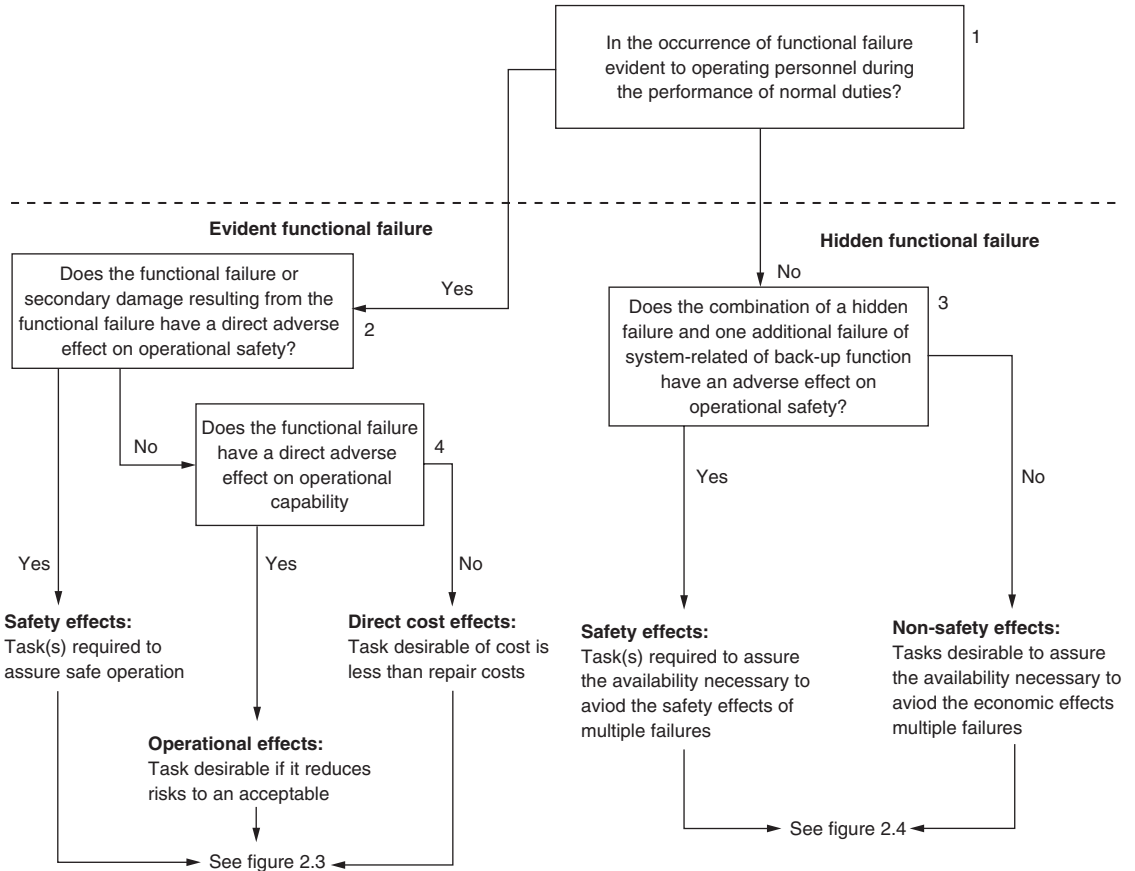 In the occurrence of functional failure
evident to operating personnel during
the performance of normal duties?
1
Evident functional failure
Hidden functional failure
Yes
No
Does the functional failure or
secondary damage resulting from the
functional failure have a direct adverse
effect on operational safety?
2
Does the combination of a hidden
failure and one additional failure of
system-related of back-up function
have an adverse effect on
operational safety?
3
No
Does the functional failure
have a direct adverse
effect on operational
capability
4
Yes
Yes
No
Yes
No
Safety effects:
Task(s) required to
assure safe operation
Direct cost effects:
Task desirable of cost is
less than repair costs
Operational effects:
Task desirable if it reduces
risks to an acceptable
See figure 2.3
Safety effects:
Task(s) required to assure
the availability necessary to
aviod the safety effects of
multiple failures
Non-safety effects:
Tasks desirable to assure
the availability necessary to
aviod the economic effects
multiple failures
See figure 2.4